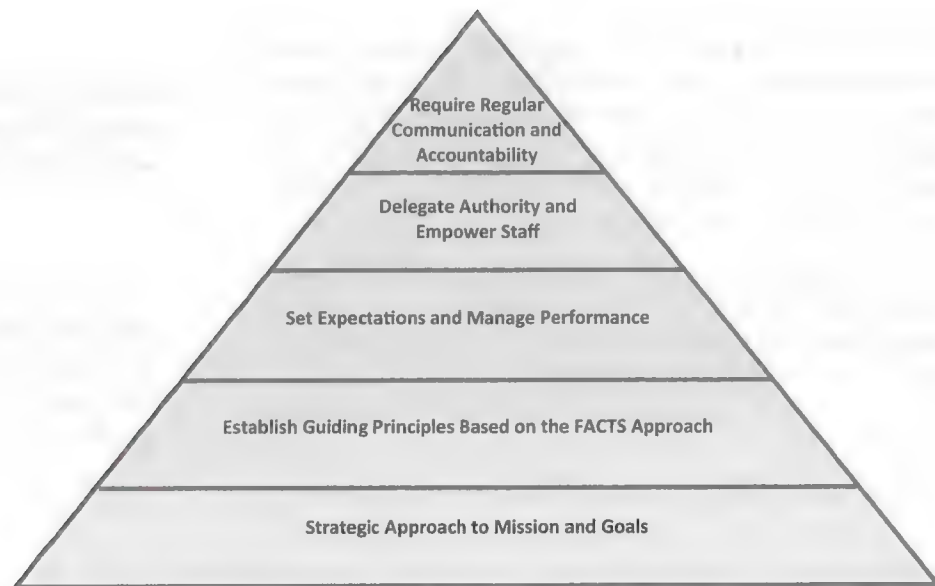 Require Regular
Communication and
Accountability
Delegate Authority and
Empower Staff
Set Expectations and Manage Performance
Establish Guiding Principles Based on the FACTS Approach
Strategic Approach to Mission and Goals